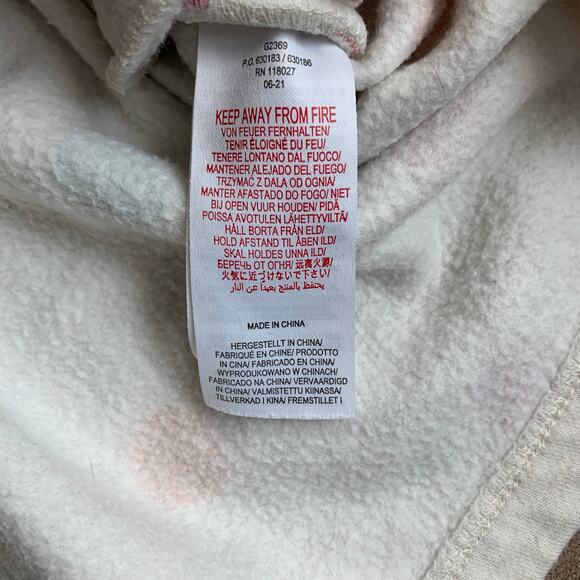 G2369
P.O. 630183 / 630186
RN 118027
06-21
KEEP AWAY FROM FIRE
VON FEUER FERNHALTEN/
TENIR ÉLOIGNÉ DU FEU/
TENERE LONTANO DAL FUOCO/
MANTENER ALEJADO DEL FUEGO/
TRZYMAĆ Z DALA OD OGNIA/
MANTER AFASTADO DO FOGO/ NIET
BIJ OPEN VUUR HOUDEN/ PIDÄ
POISSA AVOTULEN LÄHETTYVILTÄ/
HÅLL BORTA FRÅN ELD/
HOLD AFSTAND TIL ÅBEN ILD/
SKAL HOLDES UNNA ILD/
БЕРЕЧЬ ОТ ОГНЯ/ 远离火源/
火気に近づけないで下さい/
يحتفظ بالمنتج بعيدًا عن النار
MADE IN CHINA
HERGESTELLT IN CHINA/
FABRIQUÉ EN CHINE/ PRODOTTO
IN CINA/ FABRICADO EN CHINA/
WYPRODUKOWANO W CHINACH/
FABRICADO NA CHINA/ VERVAARDIGD
IN CHINA/ VALMISTETTU KIINASSA/
TILLVERKAD I KINA/ FREMSTILLET I